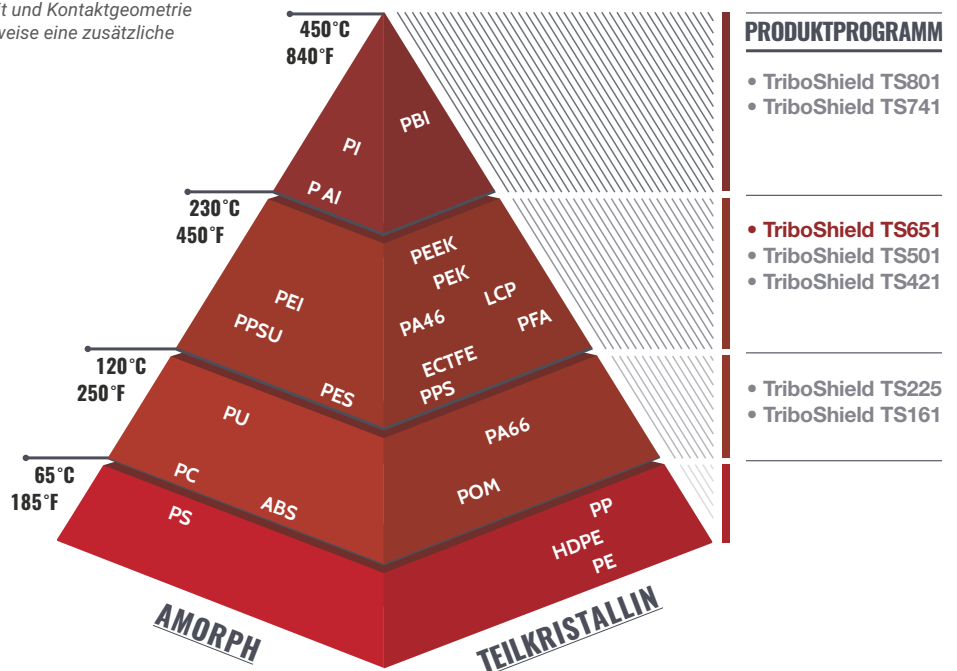 it und Kontaktgeometrie
weise eine zusätzliche
450°C
840°F
PRODUKTPROGRAMM
• TriboShield TS801
• TriboShield TS741
PBI
PI
PAI
230°C
450°F
• TriboShield TS651
• TriboShield TS501
• TriboShield TS421
PEEK
PEK
LCP
PEI
PPSU
PA46
PFA
ECTFE
PPS
PES
120°C
250°F
• TriboShield TS225
• TriboShield TS161
PU
PA66
PC
ABS
POM
65°C
185°F
PS
PP
HDPE
PE
AMORPH
TEILKRISTALLIN